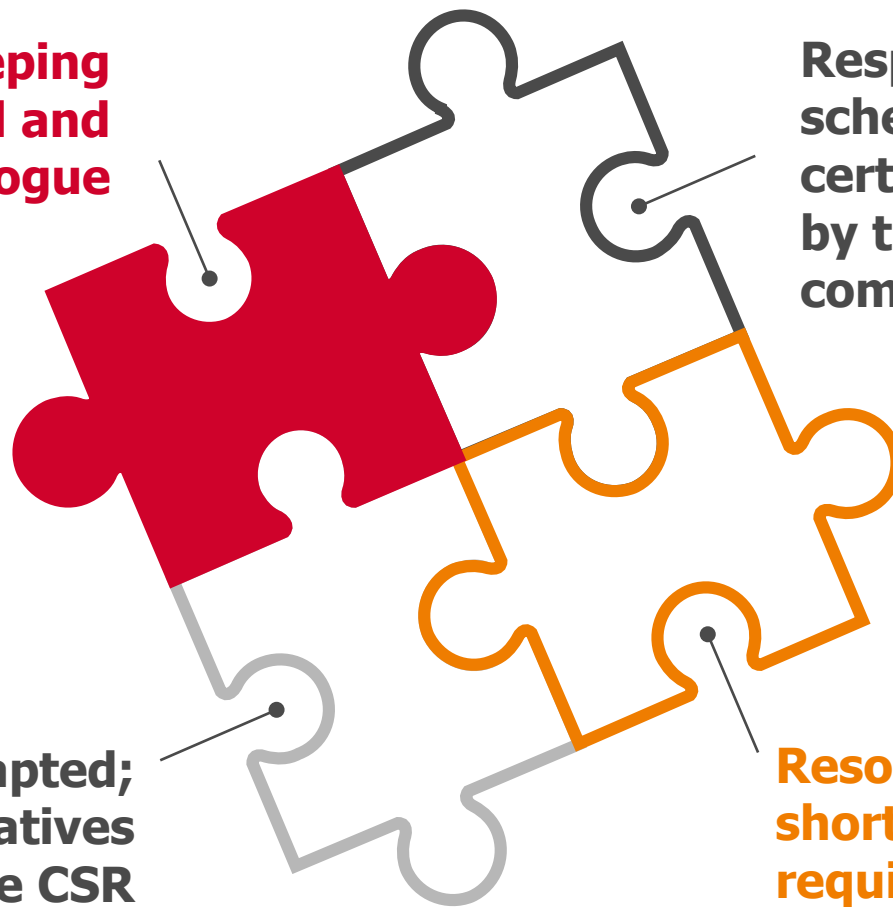 eping
and
ogue
Resp
sche
cert
by t
com
apted;
atives
e CSR
Reso
short
requi